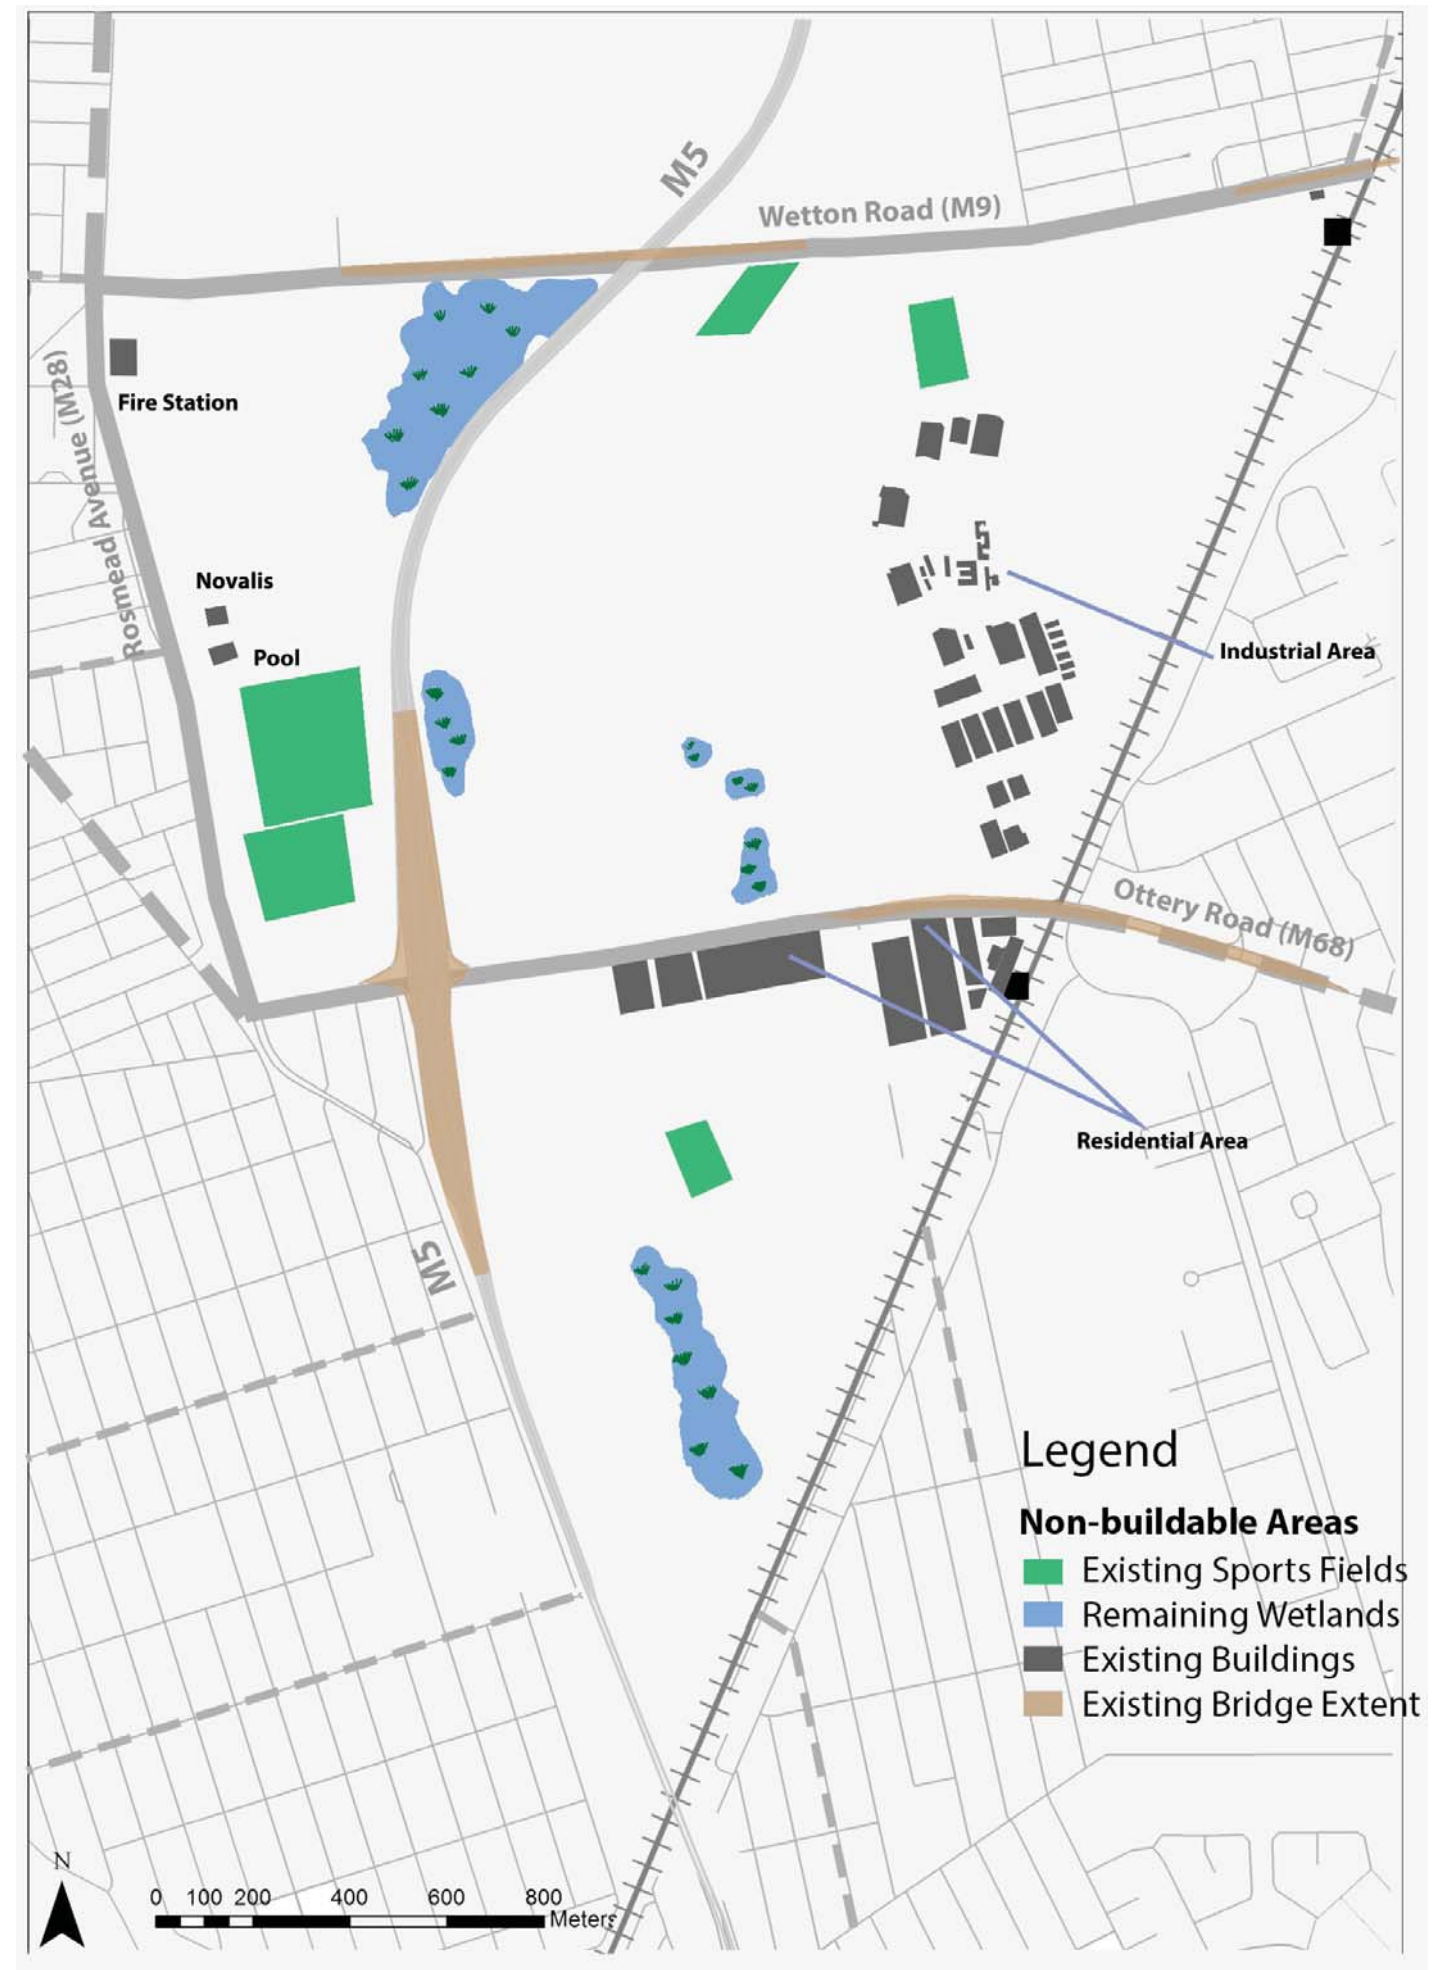 M5
Wetton Road (M9)
Fire Station
Rosmead Avenue (M28)
Novalis
Pool
Industrial Area
Ottery Road (M68)
Residential Area
M5
Legend
Non-buildable Areas
Existing Sports Fields
Remaining Wetlands
Existing Buildings
Existing Bridge Extent
N
0 100 200 400 600 800
Meters